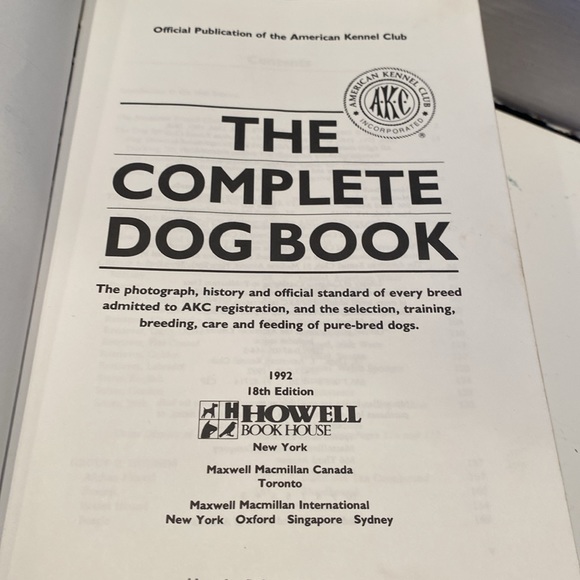 Official Publication of the American Kennel Club
AMERICAN KENNEL CLUB
A·K·C
INCORPORATED
®
THE
COMPLETE
DOG BOOK
The photograph, history and official standard of every breed
admitted to AKC registration, and the selection, training,
breeding, care and feeding of pure-bred dogs.
1992
18th Edition
H HOWELL
BOOK HOUSE
New York
Maxwell Macmillan Canada
Toronto
Maxwell Macmillan International
New York Oxford Singapore Sydney